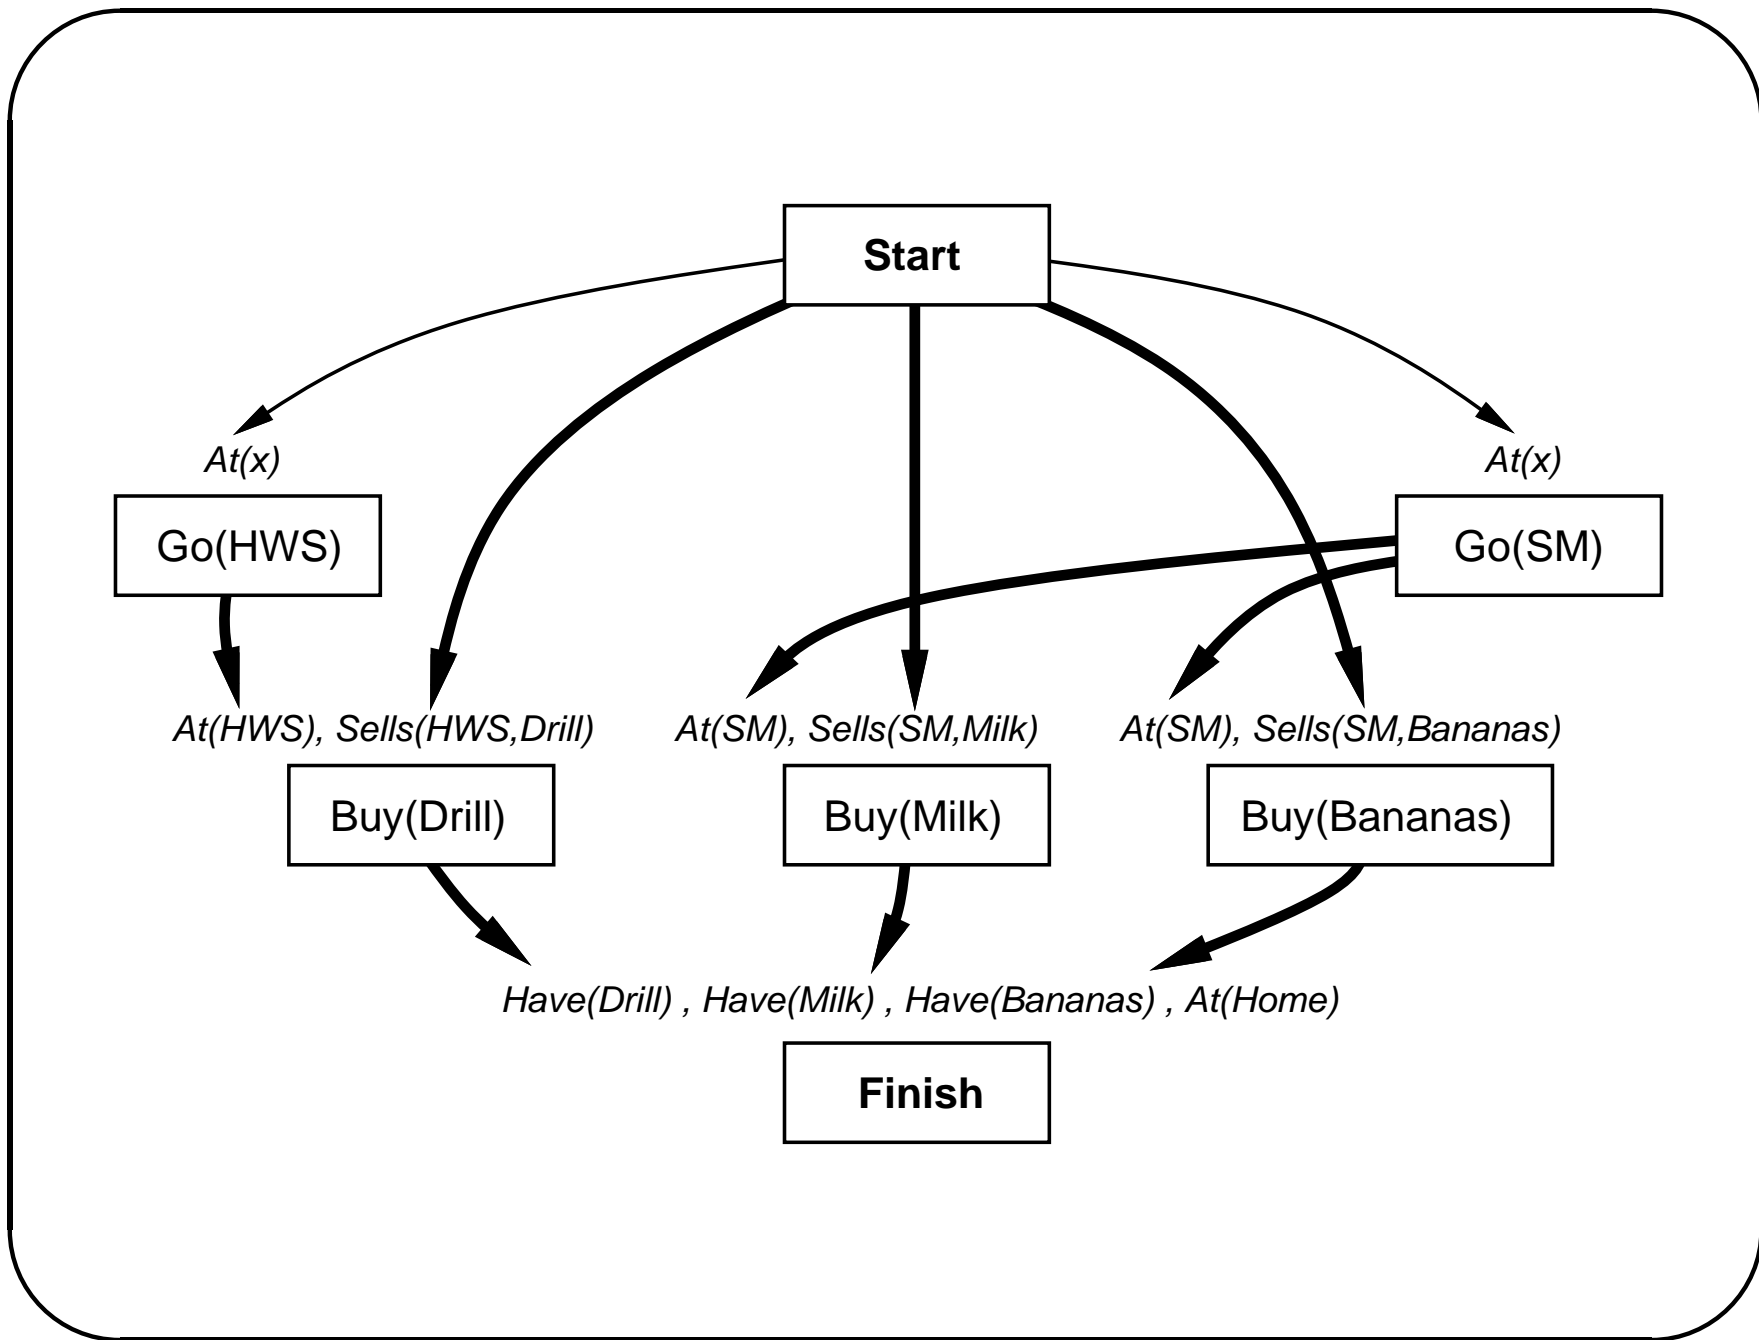 Start
At(x)
At(x)
Go(HWS)
Go(SM)
At(HWS), Sells(HWS,Drill)
At(SM), Sells(SM,Milk)
At(SM), Sells(SM,Bananas)
Buy(Drill)
Buy(Milk)
Buy(Bananas)
Have(Drill) , Have(Milk) , Have(Bananas) , At(Home)
Finish